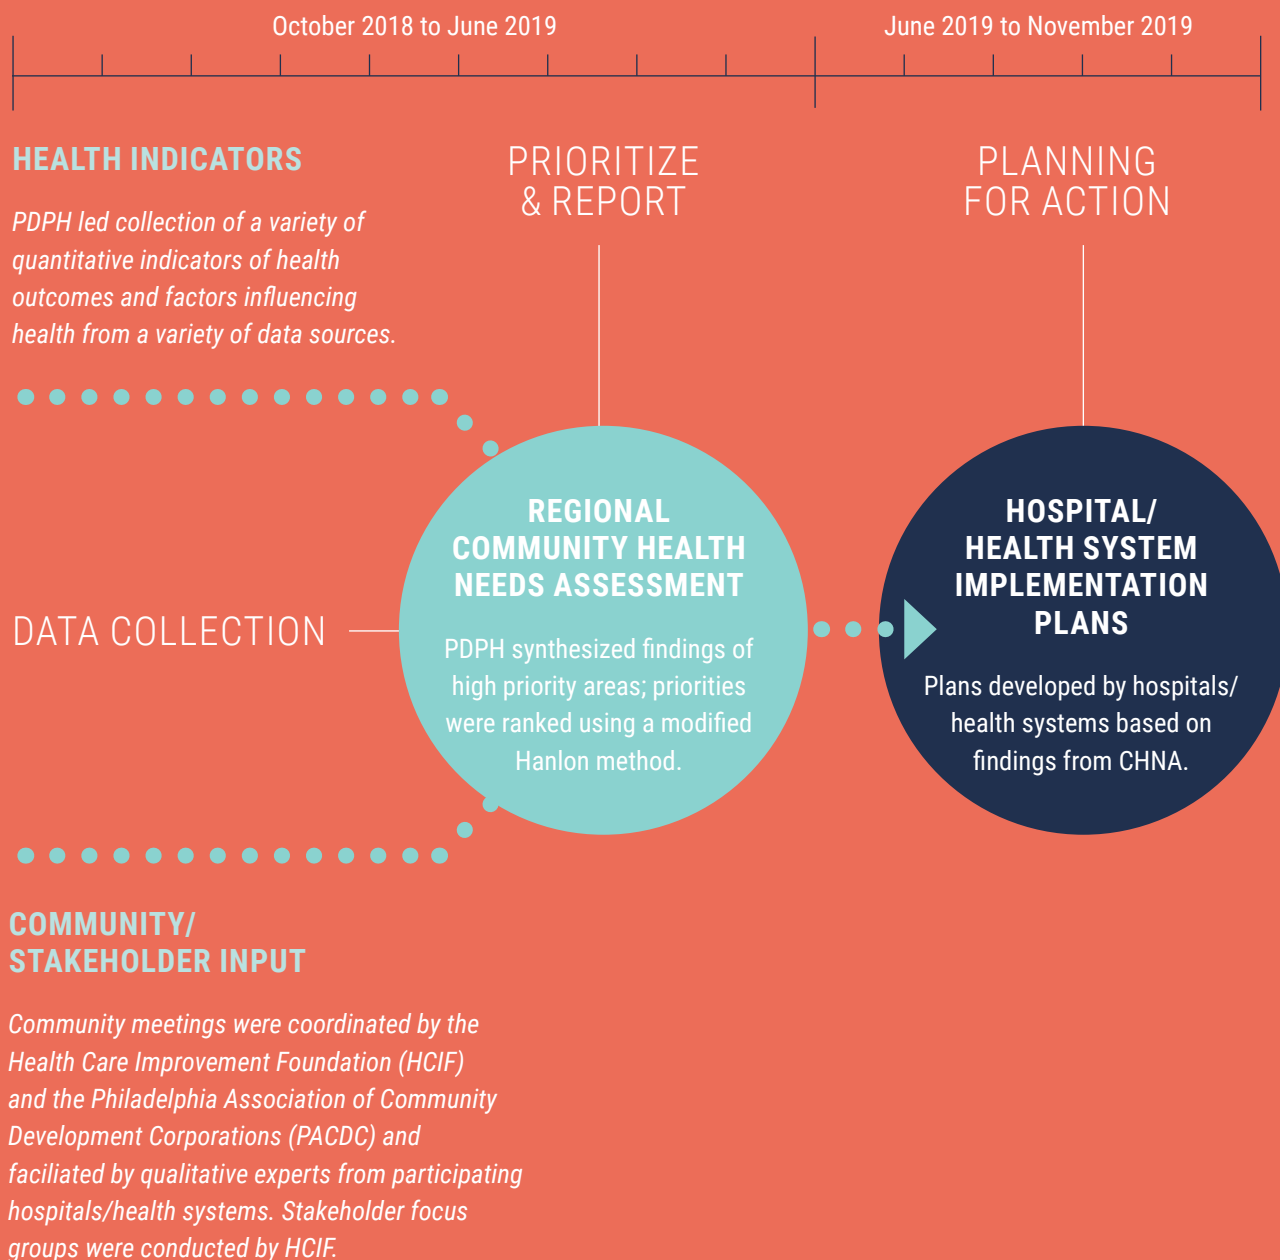 October 2018 to June 2019
June 2019 to November 2019
HEALTH INDICATORS
PDPH led collection of a variety of
quantitative indicators of health
outcomes and factors influencing
health from a variety of data sources.
PRIORITIZE
& REPORT
PLANNING
FOR ACTION
DATA COLLECTION
REGIONAL
COMMUNITY HEALTH
NEEDS ASSESSMENT
PDPH synthesized findings of
high priority areas; priorities
were ranked using a modified
Hanlon method.
HOSPITAL/
HEALTH SYSTEM
IMPLEMENTATION
PLANS
Plans developed by hospitals/
health systems based on
findings from CHNA.
COMMUNITY/
STAKEHOLDER INPUT
Community meetings were coordinated by the
Health Care Improvement Foundation (HCIF)
and the Philadelphia Association of Community
Development Corporations (PACDC) and
faciliated by qualitative experts from participating
hospitals/health systems. Stakeholder focus
groups were conducted by HCIF.